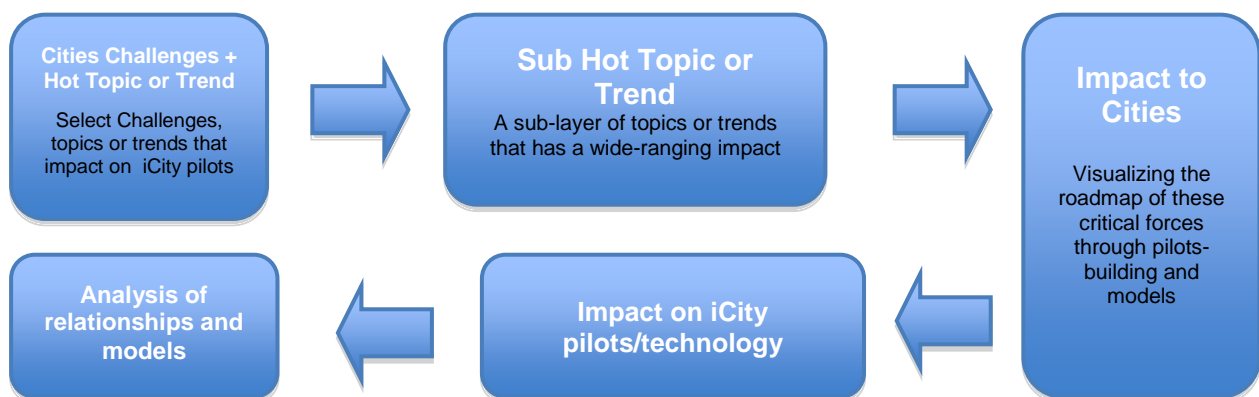 Cities Challenges +
Hot Topic or Trend
Select Challenges,
topics or trends that
impact on iCity pilots
Sub Hot Topic or
Trend
A sub-layer of topics or trends
that has a wide-ranging impact
Impact to
Cities
Visualizing the
roadmap of these
critical forces
through pilots-
building and
models
Impact on iCity
pilots/technology
Analysis of
relationships and
models